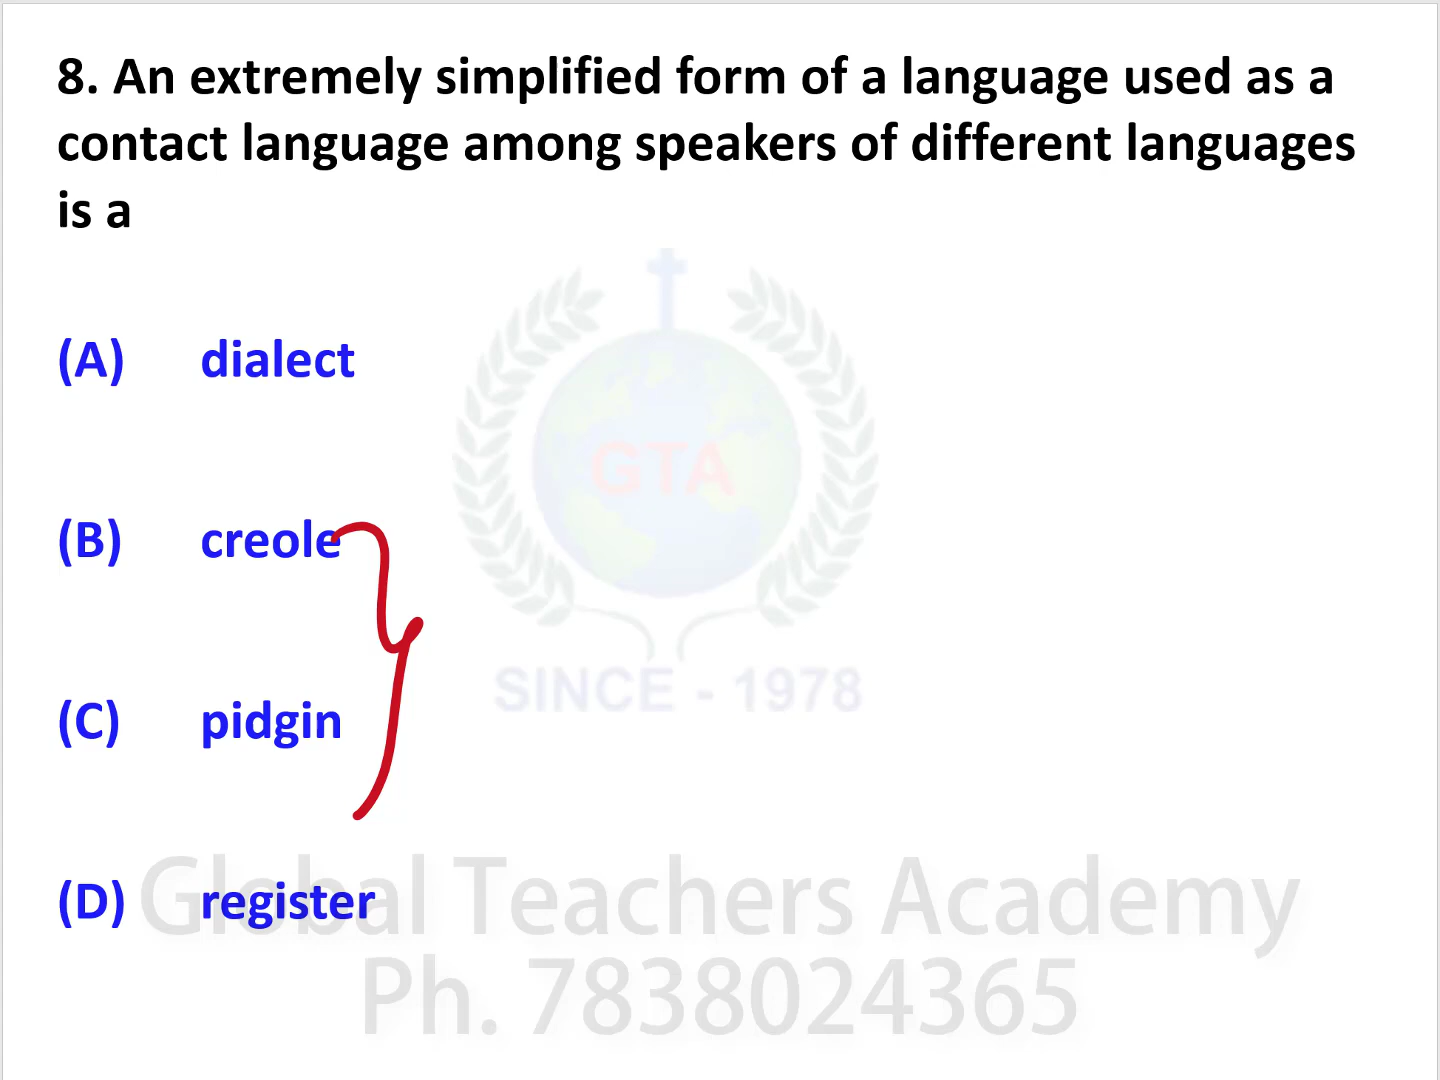 8. An extremely simplified form of a language used as a
contact language among speakers of different languages
is a
(A) dialect
GTA
(B) creole
SINCE - 1978
(C) pidgin
(D) register
Global Teachers Academy
Ph. 7838024365